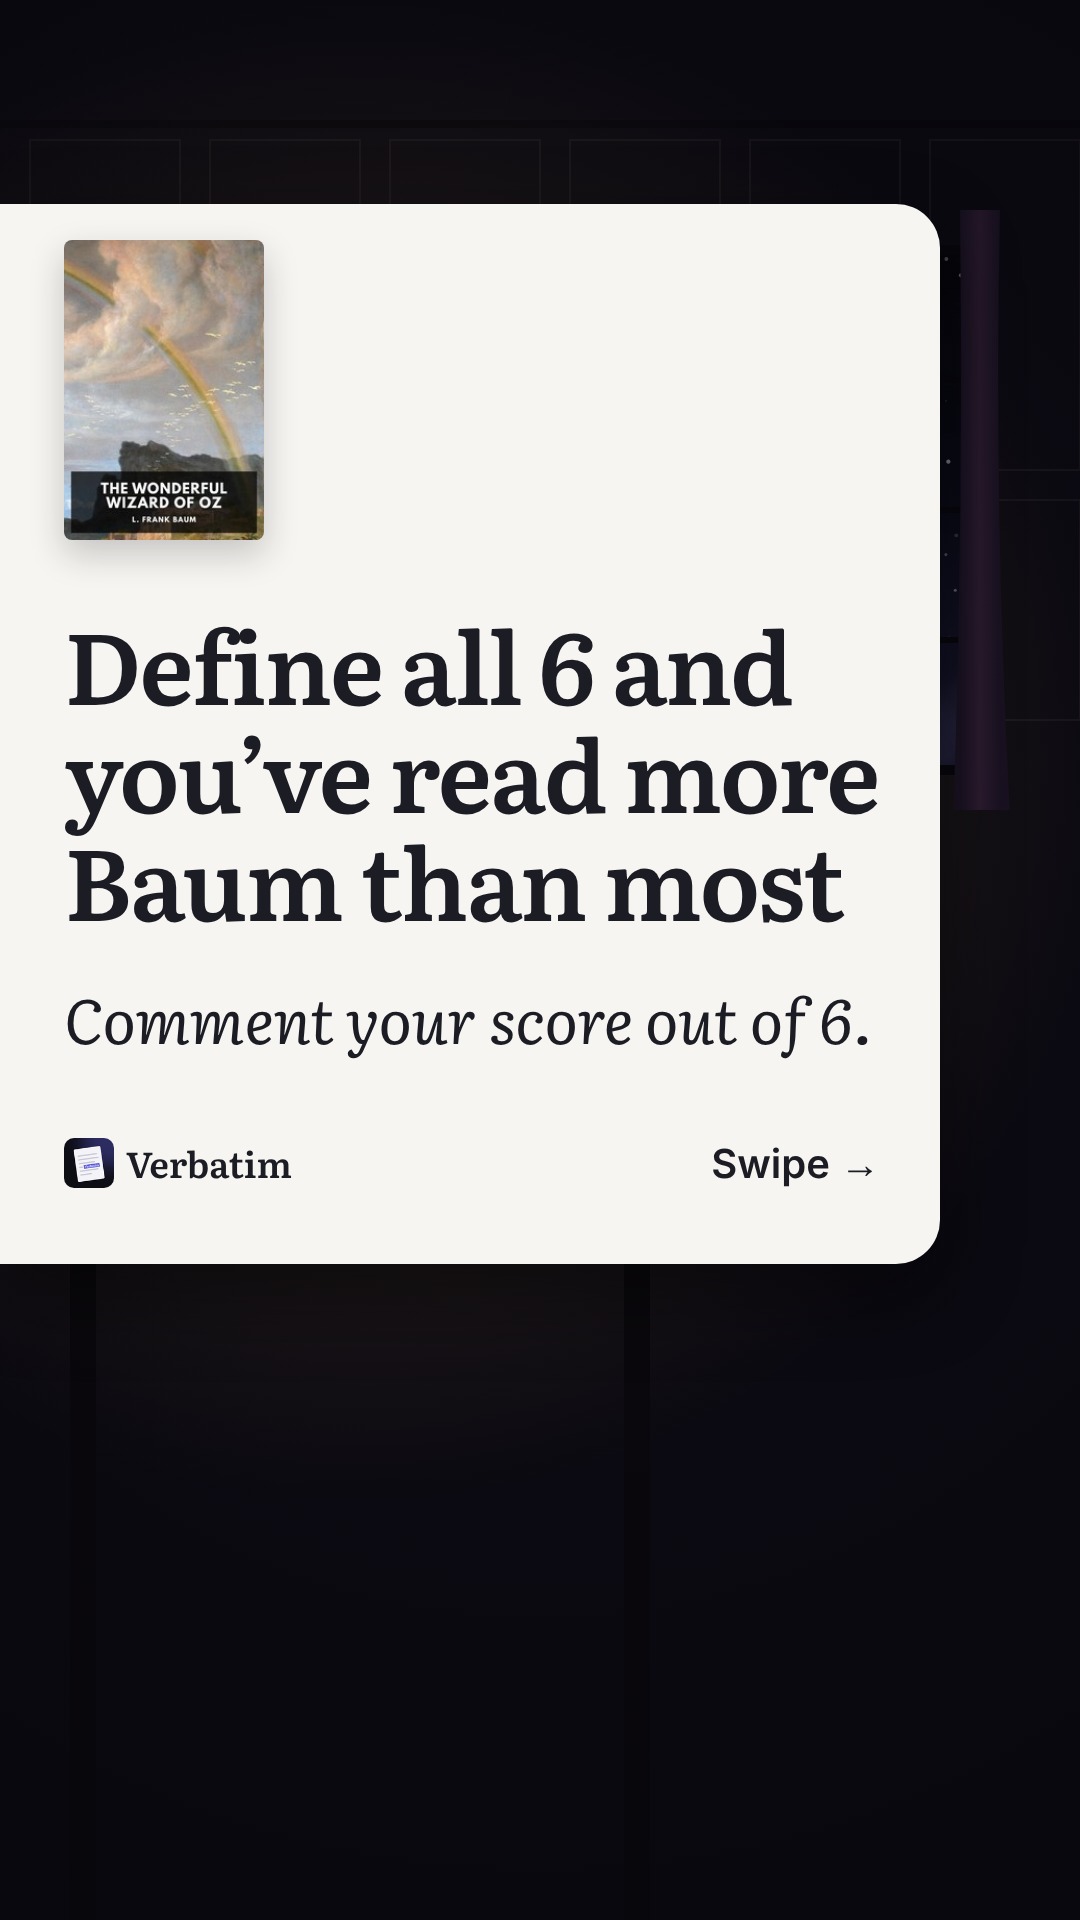 THE WONDERFUL
WIZARD OF OZ
L. FRANK BAUM
Define all 6 and
you’ve read more
Baum than most
Comment your score out of 6.
Verbatim
Swipe →